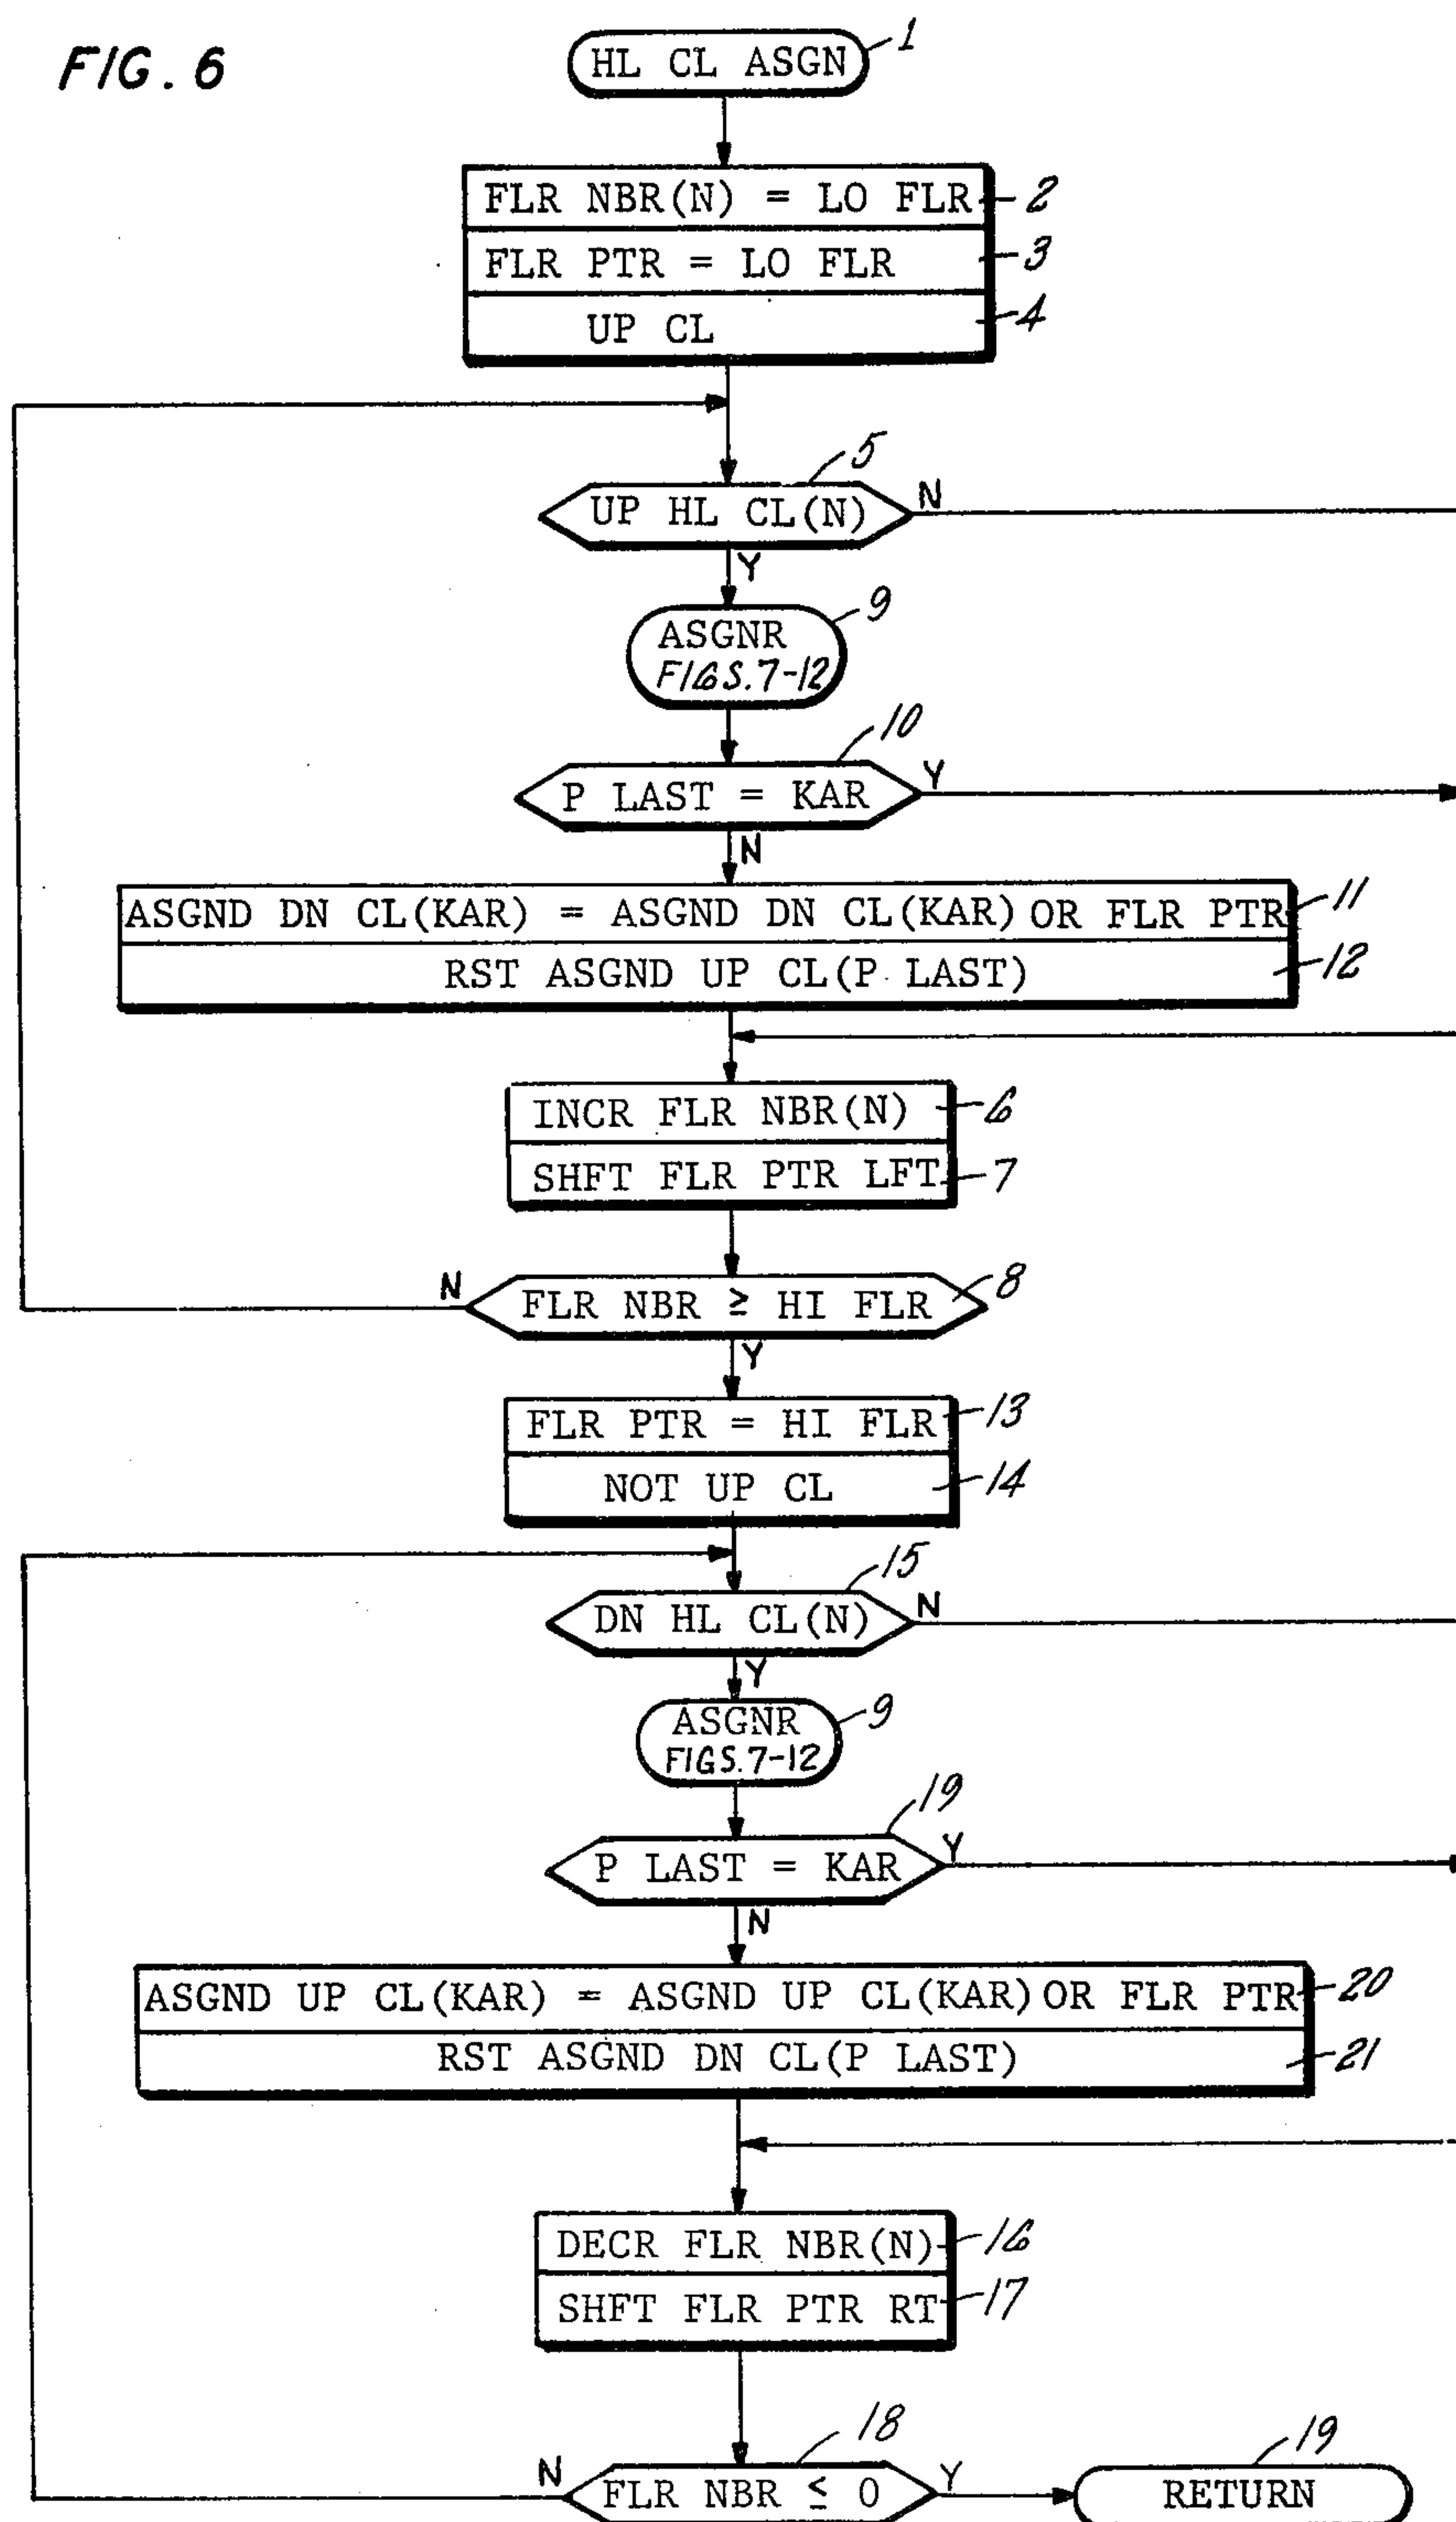 FIG. 6
HL CL ASGN
1
FLR NBR(N) = LO FLR
2
FLR PTR = LO FLR
3
UP CL
4
5
UP HL CL(N)
N
Y
ASGNR
9
FIGS. 7-12
10
P LAST = KAR
Y
N
ASGND DN CL(KAR) = ASGND DN CL(KAR) OR FLR PTR
11
RST ASGND UP CL(P LAST)
12
INCR FLR NBR(N)
6
SHFT FLR PTR LFT
7
N
FLR NBR ≥ HI FLR
8
Y
FLR PTR = HI FLR
13
NOT UP CL
14
15
DN HL CL(N)
N
Y
ASGNR
9
FIGS. 7-12
19
P LAST = KAR
Y
N
ASGND UP CL(KAR) = ASGND UP CL(KAR) OR FLR PTR
20
RST ASGND DN CL(P LAST)
21
DECR FLR NBR(N)
16
SHFT FLR PTR RT
17
18
N
FLR NBR ≤ 0
Y
19
RETURN